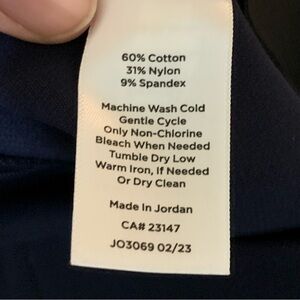 60% Cotton
31% Nylon
9% Spandex
Machine Wash Cold
Gentle Cycle
Only Non-Chlorine
Bleach When Needed
Tumble Dry Low
Warm Iron, If Needed
Or Dry Clean
Made In Jordan
CA# 23147
JO3069 02/23